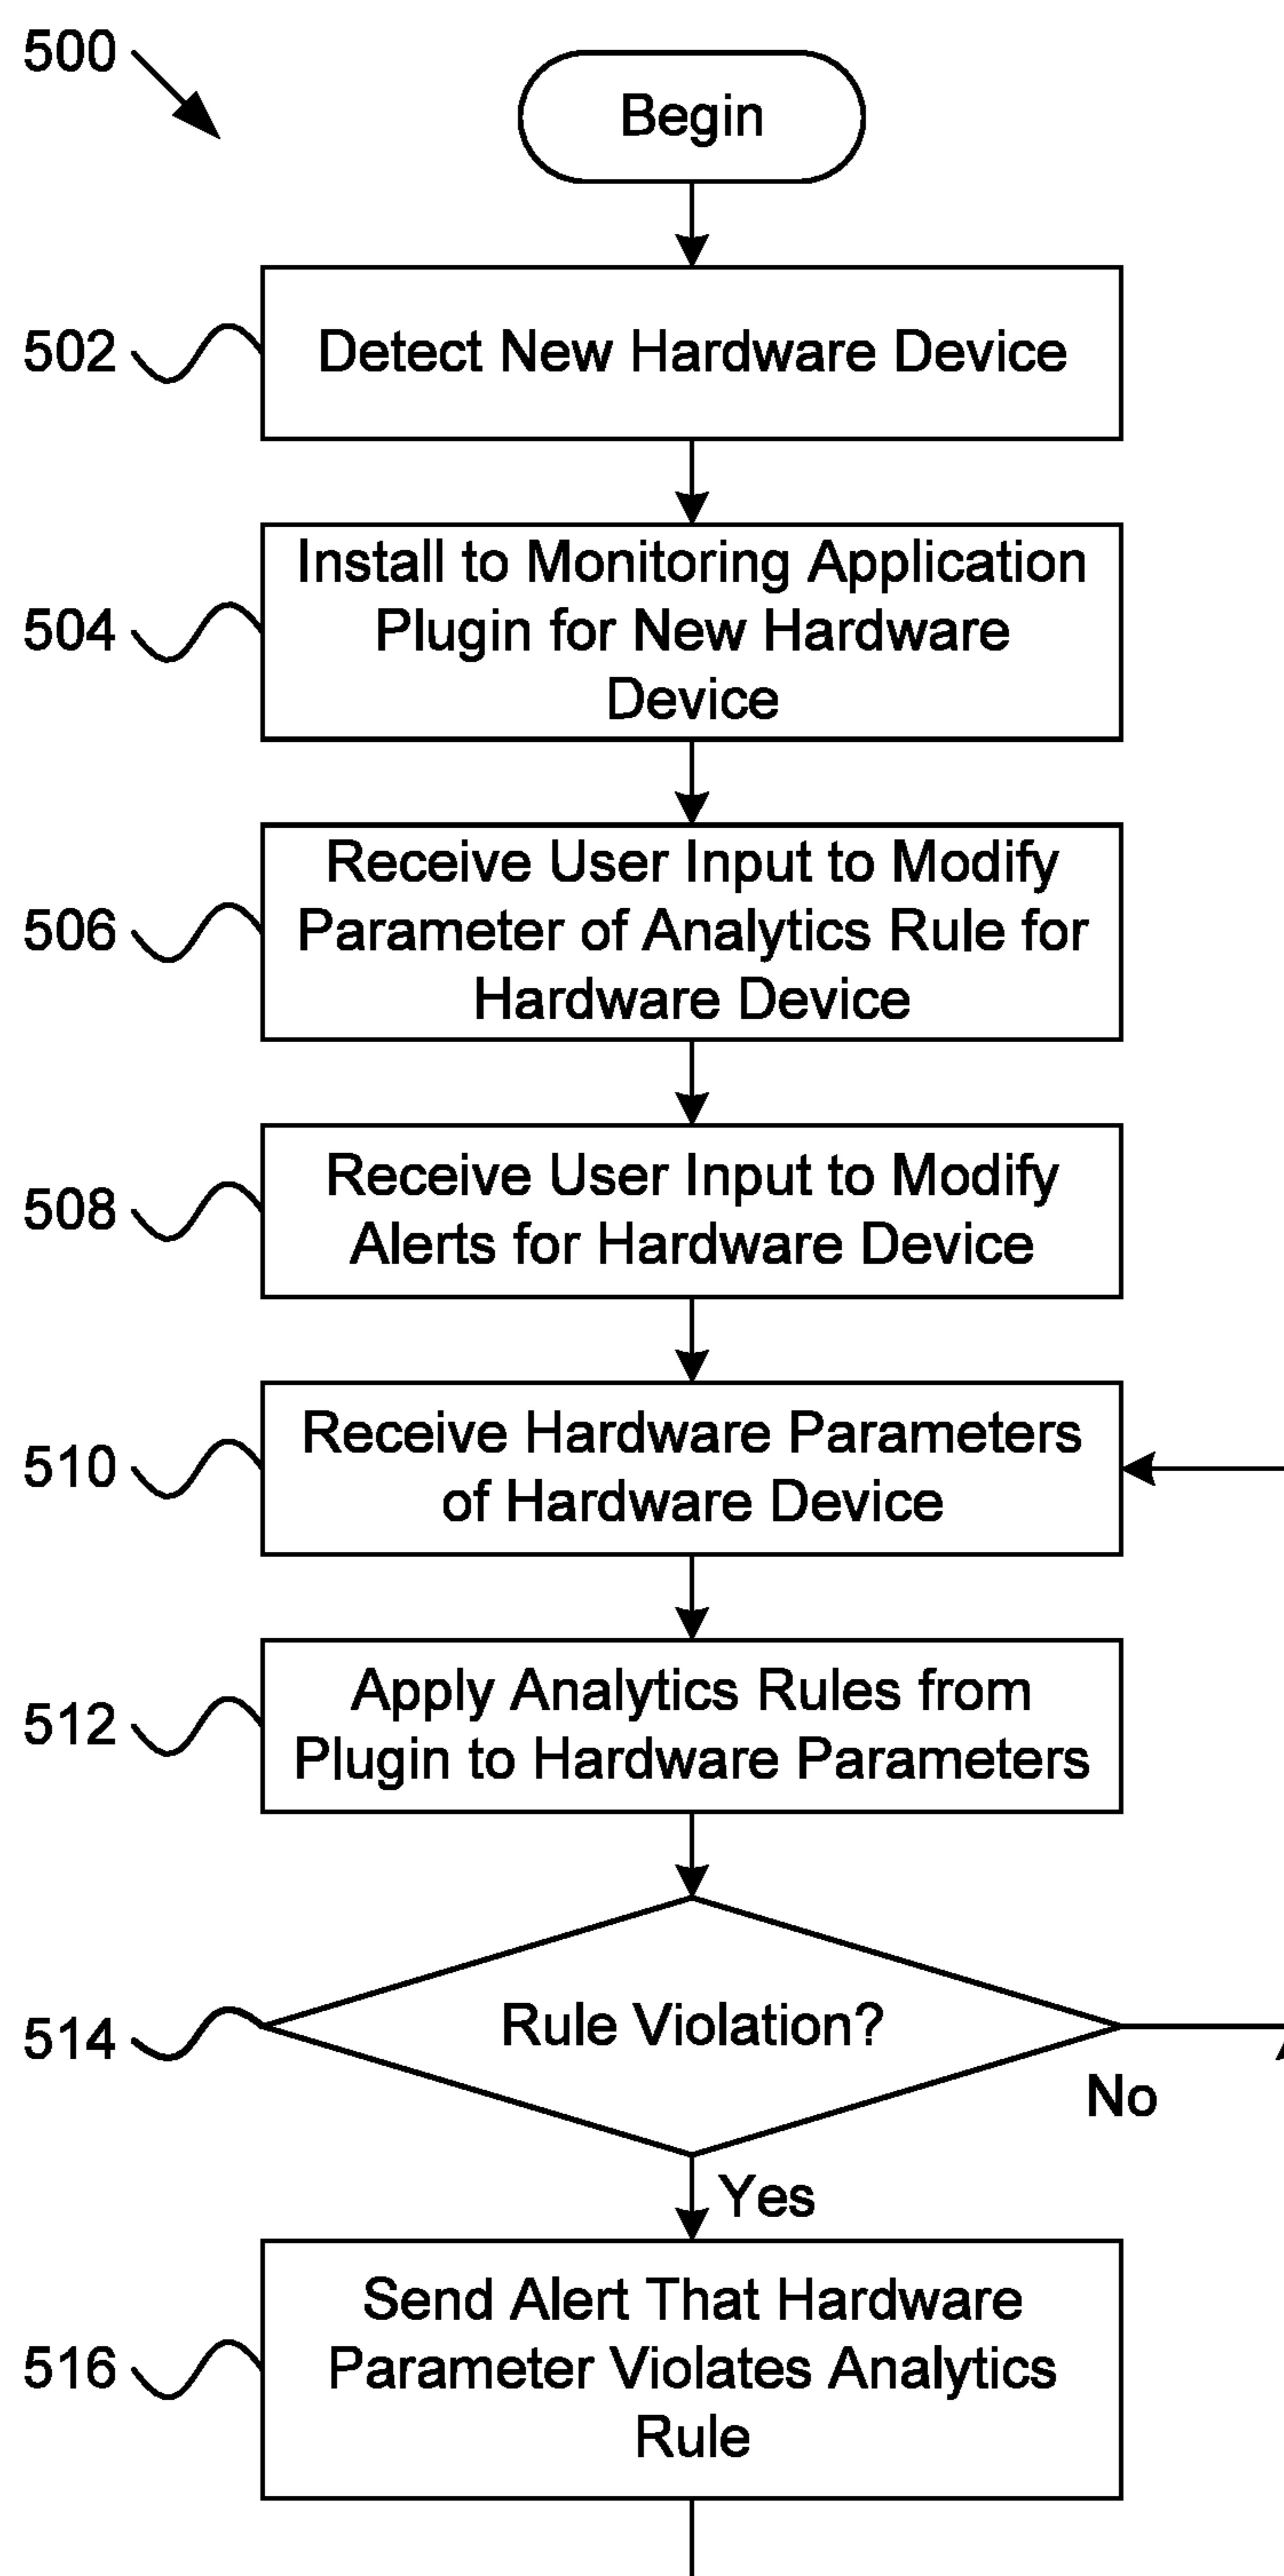 500
Begin
502
Detect New Hardware Device
504
Install to Monitoring Application
Plugin for New Hardware
Device
506
Receive User Input to Modify
Parameter of Analytics Rule for
Hardware Device
508
Receive User Input to Modify
Alerts for Hardware Device
510
Receive Hardware Parameters
of Hardware Device
512
Apply Analytics Rules from
Plugin to Hardware Parameters
514
Rule Violation?
No
Yes
516
Send Alert That Hardware
Parameter Violates Analytics
Rule